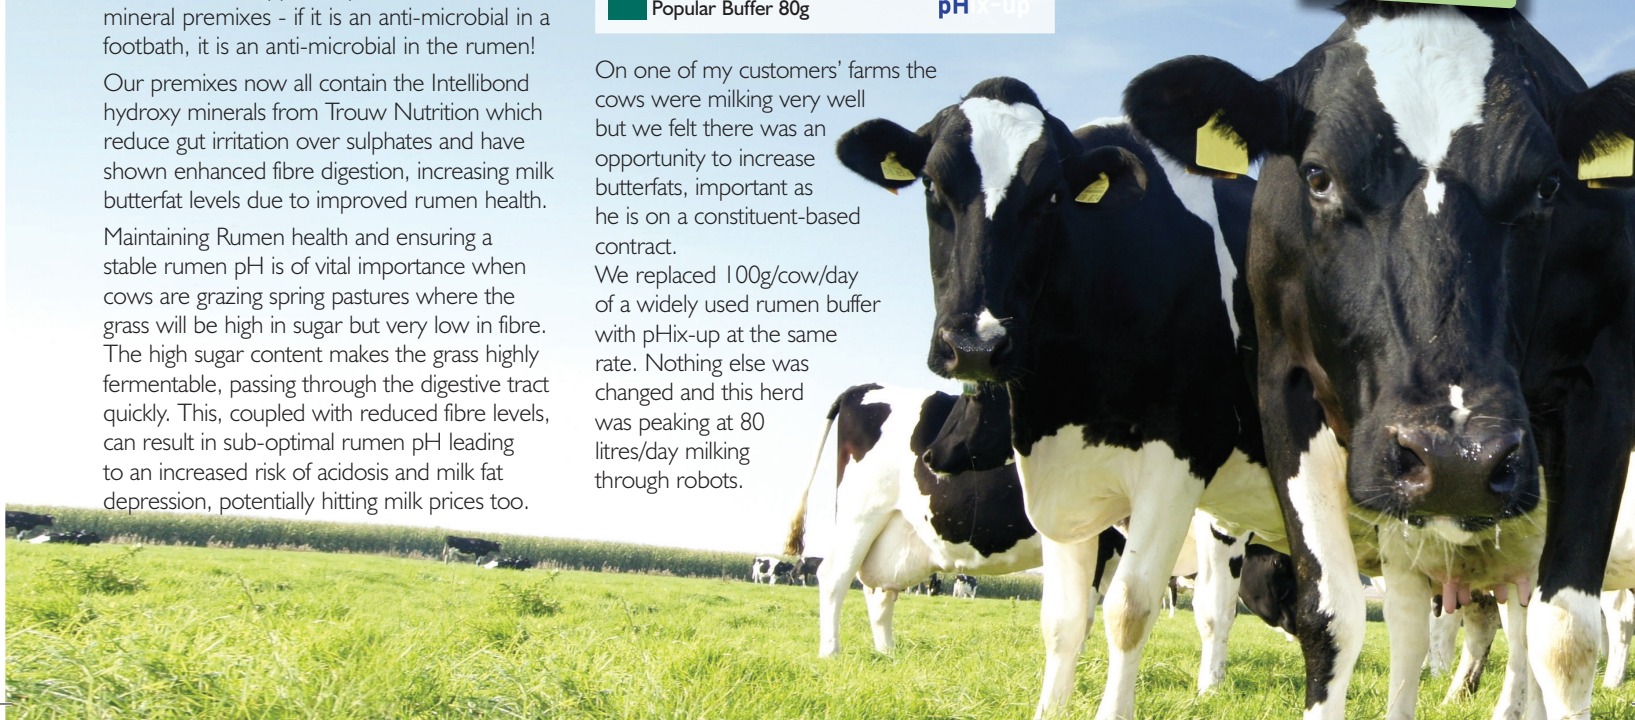 mineral premixes - if it is an anti-microbial in a
footbath, it is an anti-microbial in the rumen!
Our premixes now all contain the Intellibond
hydroxy minerals from Trouw Nutrition which
reduce gut irritation over sulphates and have
shown enhanced fibre digestion, increasing milk
butterfat levels due to improved rumen health.
Maintaining Rumen health and ensuring a
stable rumen pH is of vital importance when
cows are grazing spring pastures where the
grass will be high in sugar but very low in fibre.
The high sugar content makes the grass highly
fermentable, passing through the digestive tract
quickly. This, coupled with reduced fibre levels,
can result in sub-optimal rumen pH leading
to an increased risk of acidosis and milk fat
depression, potentially hitting milk prices too.
Popular Buffer 80g
pHix-up
On one of my customers’ farms the
cows were milking very well
but we felt there was an
opportunity to increase
butterfats, important as
he is on a constituent-based
contract.
We replaced 100g/cow/day
of a widely used rumen buffer
with pHix-up at the same
rate. Nothing else was
changed and this herd
was peaking at 80
litres/day milking
through robots.